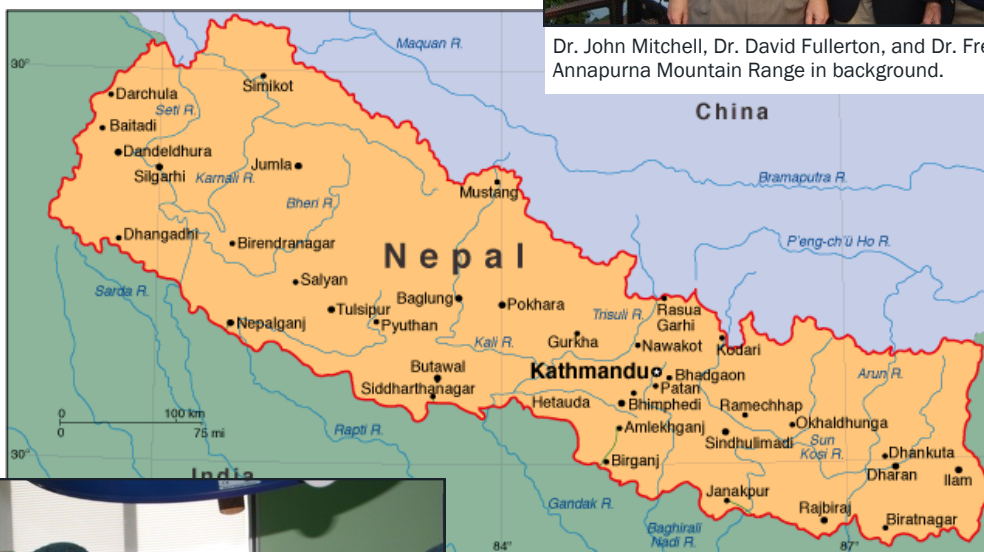 Dr. John Mitchell, Dr. David Fullerton, and Dr. Fre
Annapurna Mountain Range in background.
Maquan R.
30°
Simikot
Darchula
Seti R.
China
Baitadi
Dandeldhura
Jumla
Silgarhi
Karnali R.
Bramaputra R.
Mustang
Bheri R.
Dhangadhi
Birendranagar
Nepal
P'eng-ch'ü Ho R.
Salyan
Sarda R.
Baglung
Pokhara
Tulsipur
Trisuli R.
Rasua
Garhi
Nepalganj
Pyuthan
Kali R.
Gurkha
Nawakot
Kodari
Butawal
Kathmandu
Bhadgaon
Arun R.
Siddharthanagar
Patan
Hetauda
Bhimphedi
Ramechhap
0
100 km
0
75 mi
Rapti R.
Amlekhganj
Okhaldhunga
Sindhulimadi
Sun
Kosi R.
30°
Birganj
Dhankuta
India
Dharan
Ilam
Janakpur
Gandak R.
Rajbiraj
Baghirali
Nadi R.
Biratnagar
84°
87°